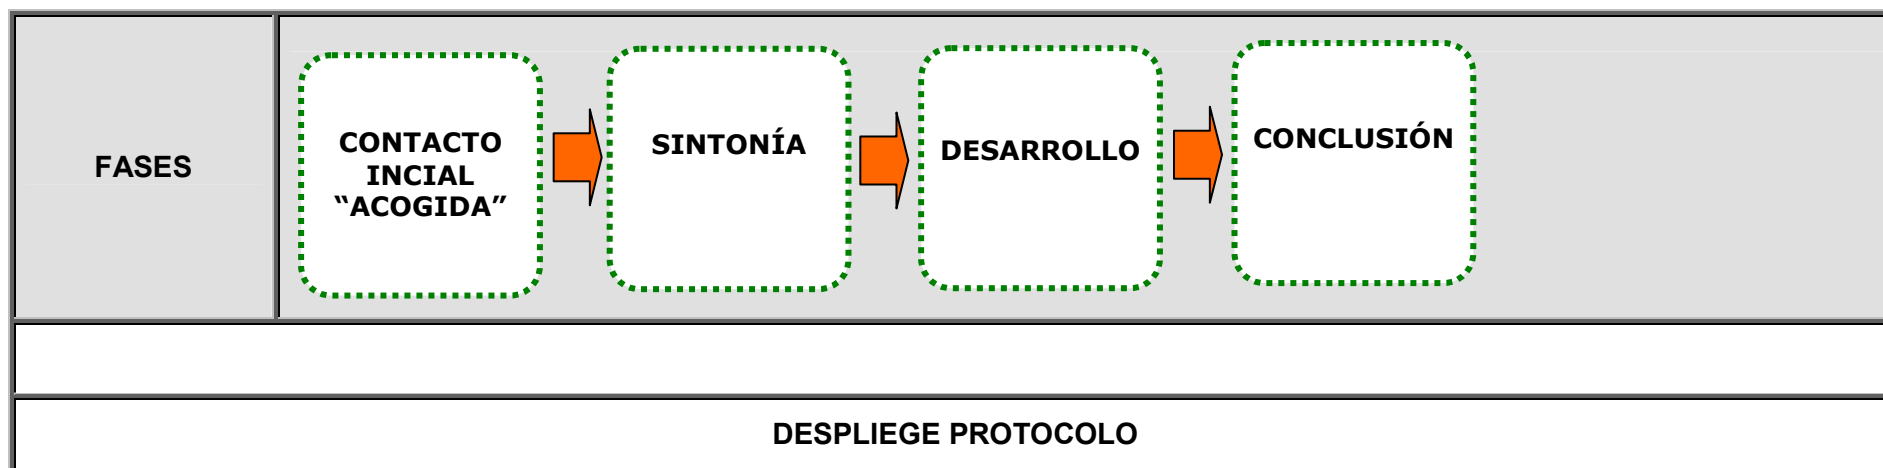 FASES
CONTACTO
INCIAL
“ACOGIDA”
SINTONÍA
DESARROLLO
CONCLUSIÓN
DESPLIEGE PROTOCOLO